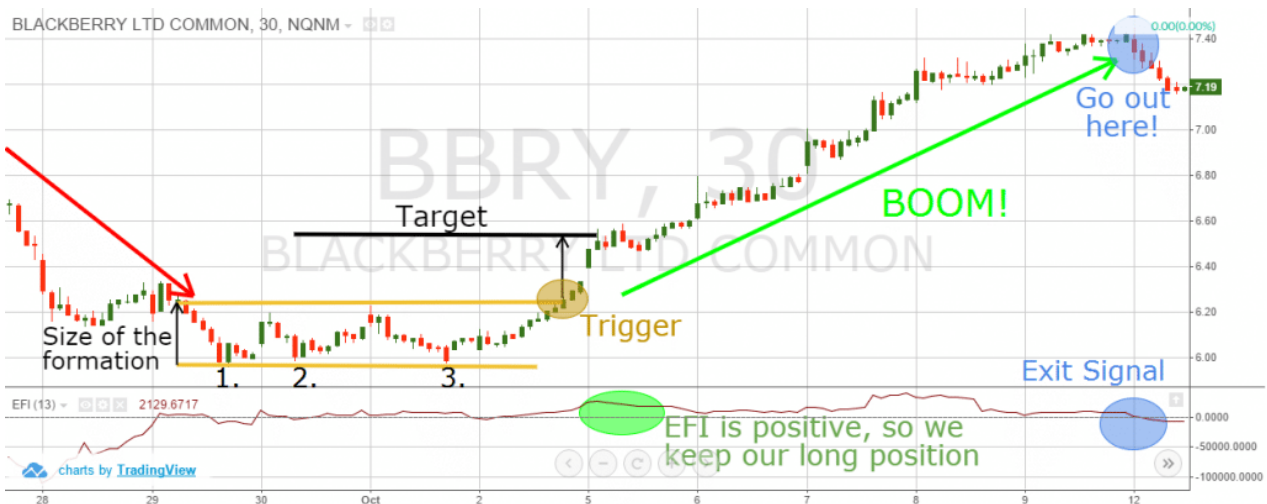 BLACKBERRY LTD COMMON, 30, NQNM
0.00(0.00%)
7.40
7.19
7.00
6.80
6.60
6.40
6.20
6.00
BBRY, 30
BLACKBERRY LTD COMMON
Go out
here!
BOOM!
Target
Trigger
Size of the
formation
1.
2.
3.
Exit Signal
EFI (13)
2129.6717
0.0000
-50000.0000
-100000.0000
EFI is positive, so we
keep our long position
charts by TradingView
28 29 30 Oct 2 5 6 7 8 9 12